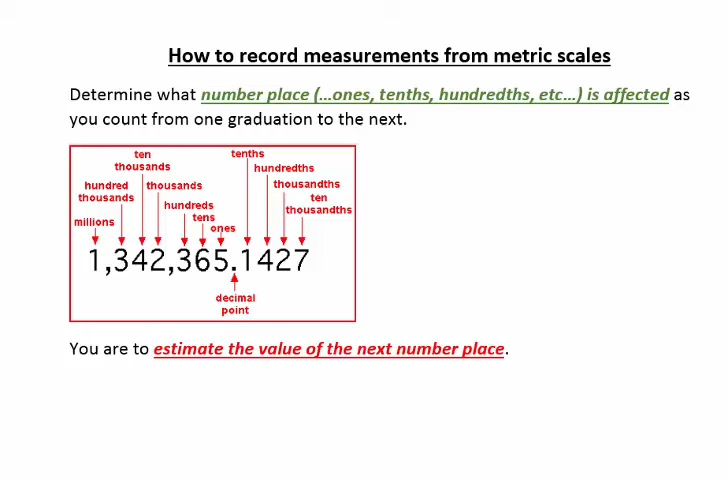 How to record measurements from metric scales
Determine what number place (…ones, tenths, hundredths, etc…) is affected as
you count from one graduation to the next.
ten
thousands
tenths
hundredths
hundred
thousands
thousands
thousandths
hundreds
ten
thousandths
tens
millions
ones
1,342,365.1427
decimal
point
You are to estimate the value of the next number place.